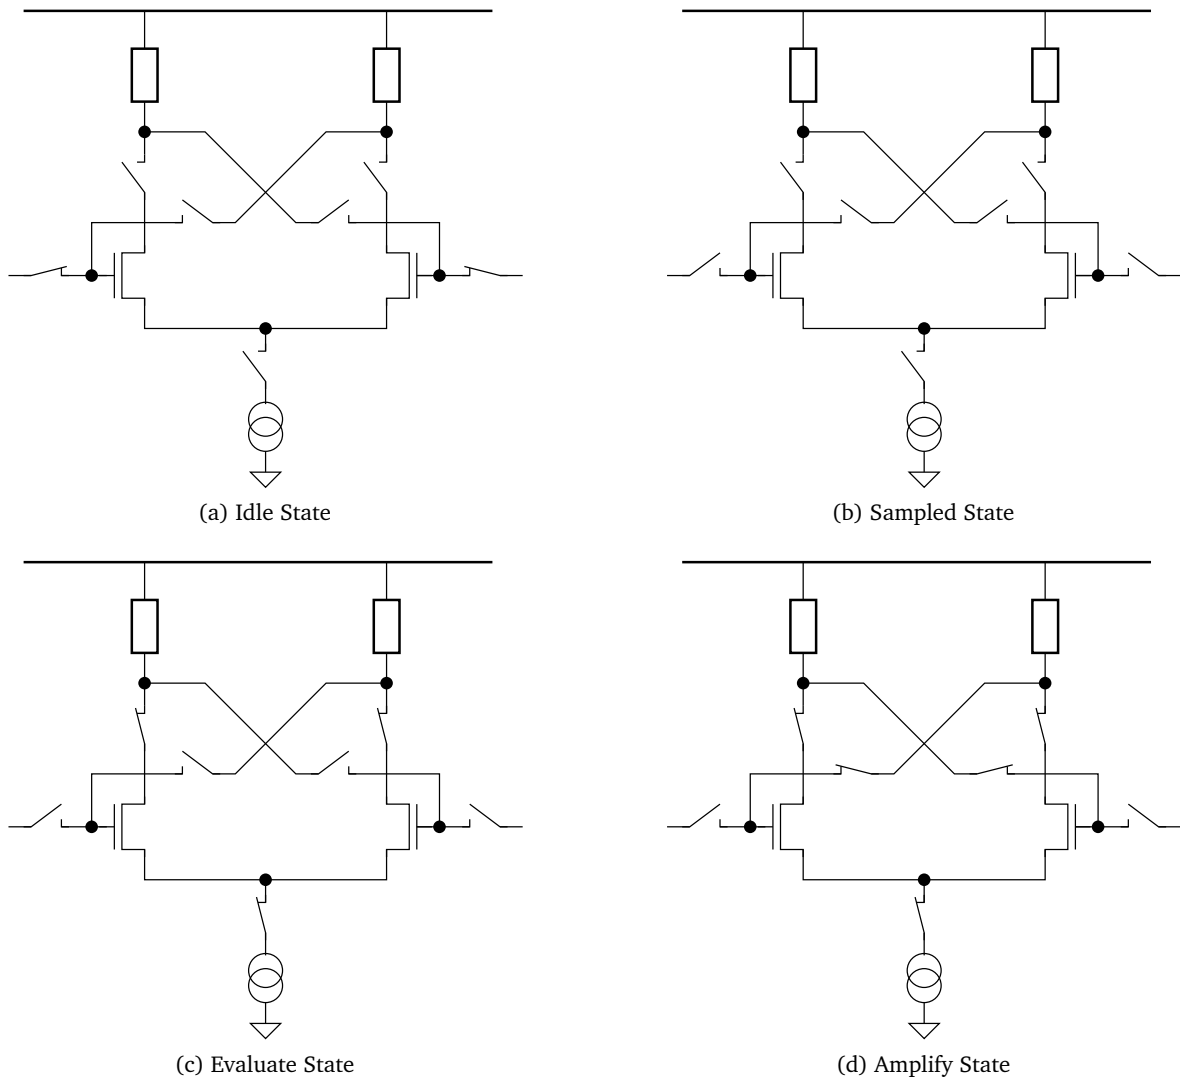 (a) Idle State
(b) Sampled State
(c) Evaluate State
(d) Amplify State